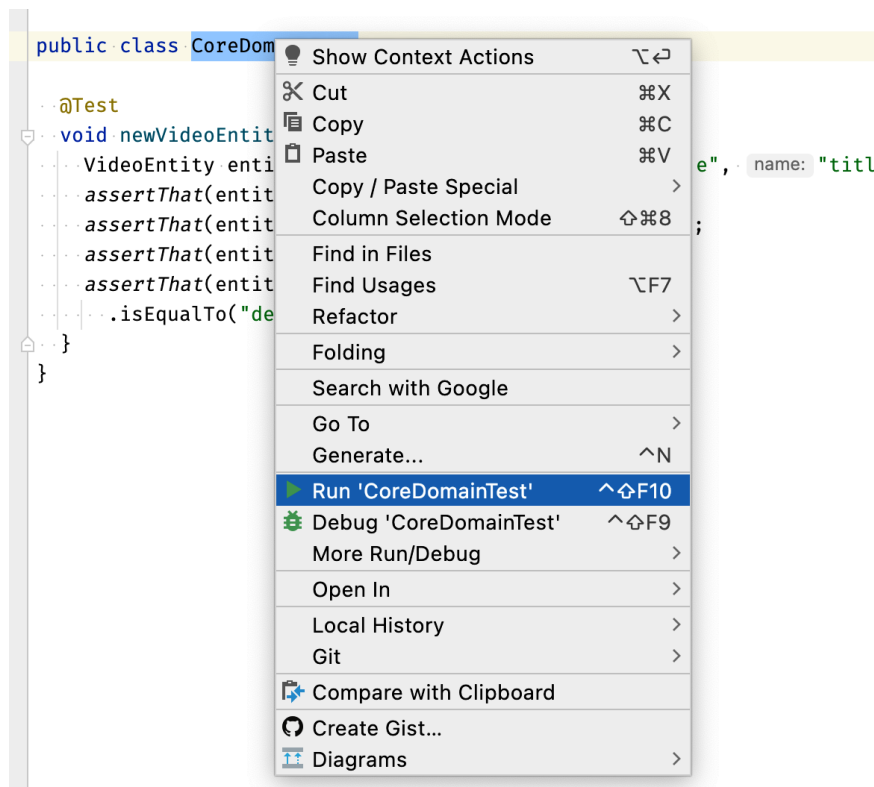 public class CoreDom
@Test
void newVideoEntit
VideoEntity enti e", name: "titl
assertThat(entit
assertThat(entit ;
assertThat(entit
assertThat(entit
.isEqualTo("de
}
}
Show Context Actions ⌥↩
Cut ⌘X
Copy ⌘C
Paste ⌘V
Copy / Paste Special
Column Selection Mode ⇧⌘8
Find in Files
Find Usages ⌥F7
Refactor
Folding
Search with Google
Go To
Generate... ^N
Run 'CoreDomainTest' ^⇧F10
Debug 'CoreDomainTest' ^⇧F9
More Run/Debug
Open In
Local History
Git
Compare with Clipboard
Create Gist...
Diagrams